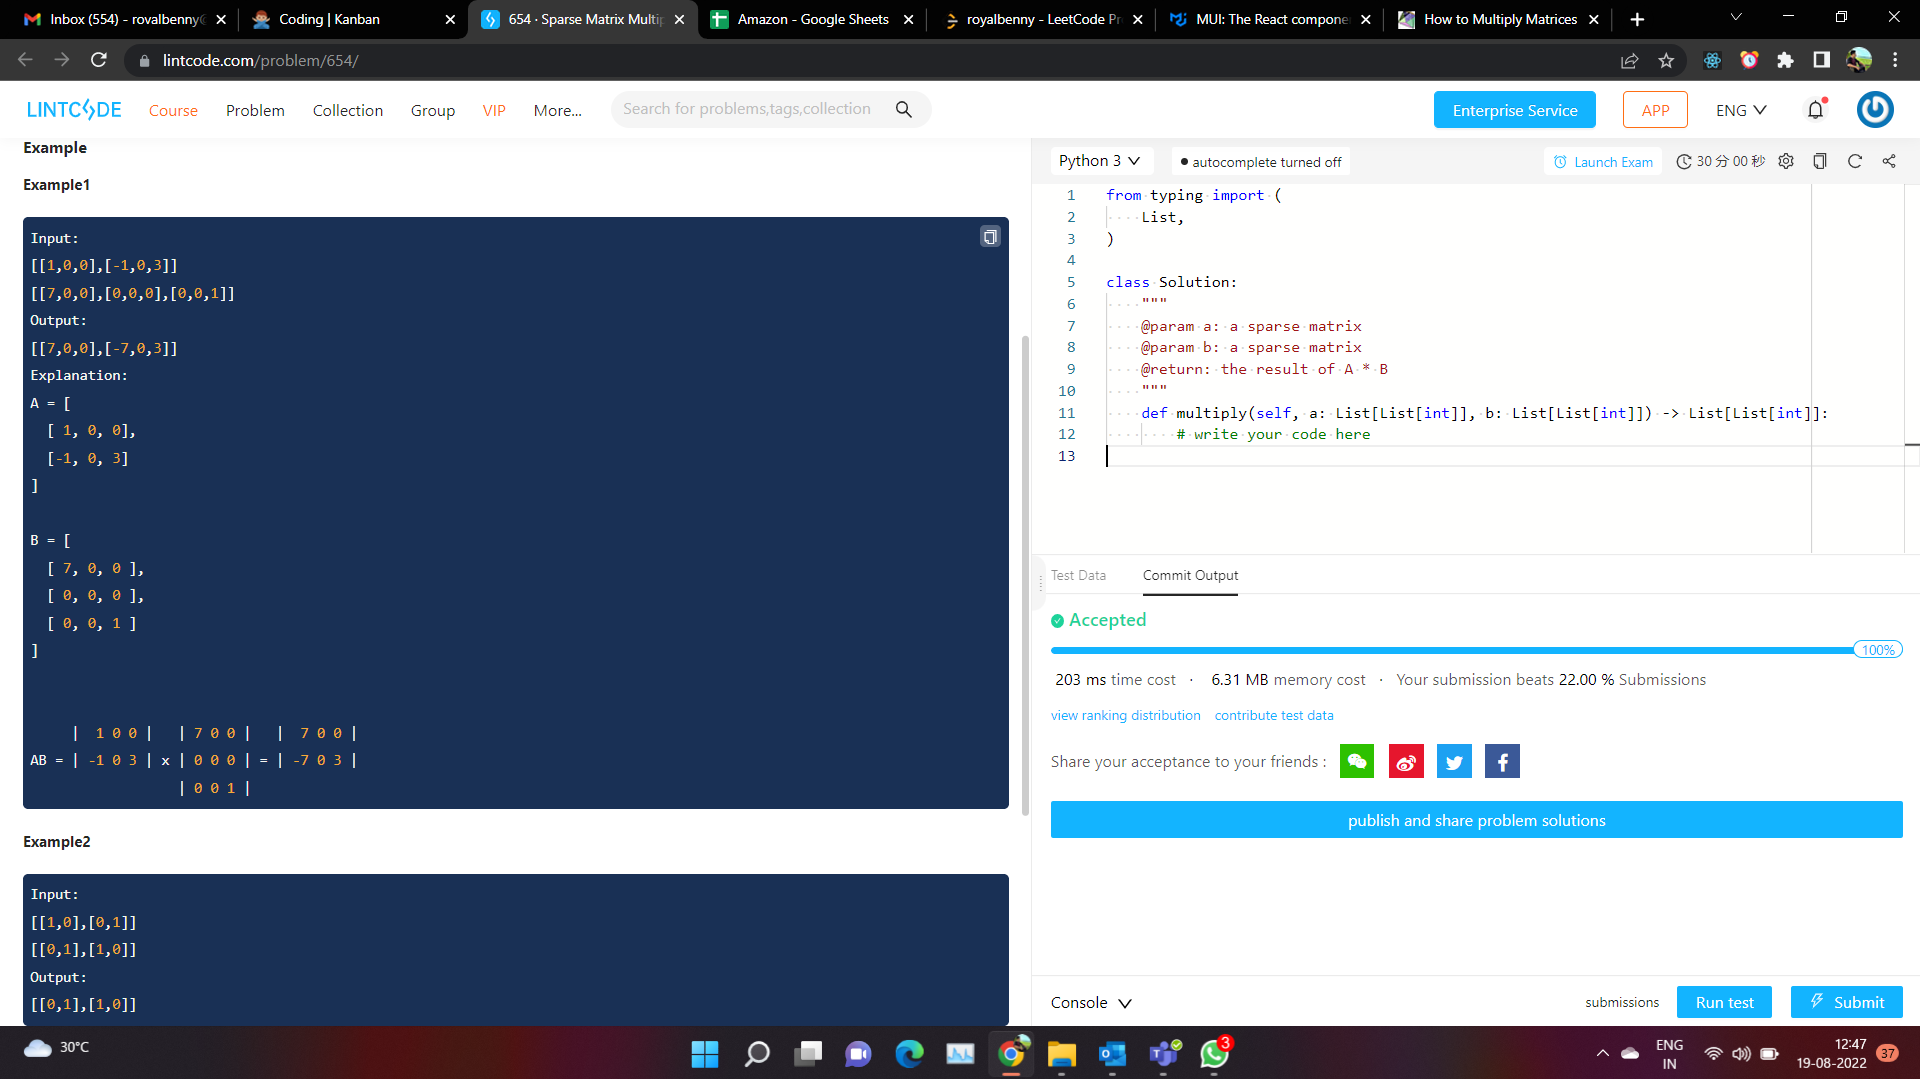 Inbox (554) - royalbenny@
Coding | Kanban
654 · Sparse Matrix Multip
Amazon - Google Sheets
royalbenny - LeetCode Pr
MUI: The React compone
How to Multiply Matrices
lintcode.com/problem/654/
LINTCODE
Course
Problem
Collection
Group
VIP
More...
Search for problems,tags,collection
Enterprise Service
APP
ENG
Example
Example1
Input:
[[1,0,0],[-1,0,3]]
[[7,0,0],[0,0,0],[0,0,1]]
Output:
[[7,0,0],[-7,0,3]]
Explanation:
A = [
[ 1, 0, 0],
[-1, 0, 3]
]
B = [
[ 7, 0, 0 ],
[ 0, 0, 0 ],
[ 0, 0, 1 ]
]
| 1 0 0 | | 7 0 0 | | 7 0 0 |
AB = | -1 0 3 | x | 0 0 0 | = | -7 0 3 |
| 0 0 1 |
Example2
Input:
[[1,0],[0,1]]
[[0,1],[1,0]]
Output:
[[0,1],[1,0]]
Python 3
autocomplete turned off
Launch Exam
30 分 00 秒
1 from typing import (
2 List,
3 )
4
5 class Solution:
6 """
7 @param a: a sparse matrix
8 @param b: a sparse matrix
9 @return: the result of A * B
10 """
11 def multiply(self, a: List[List[int]], b: List[List[int]]) -> List[List[int]]:
12 # write your code here
13
Test Data
Commit Output
Accepted
100%
203 ms time cost · 6.31 MB memory cost · Your submission beats 22.00 % Submissions
view ranking distribution
contribute test data
Share your acceptance to your friends :
publish and share problem solutions
Console
submissions
Run test
Submit
30°C
3
ENG
IN
12:47
19-08-2022
37